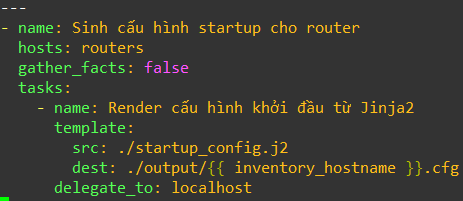 ---
- name: Sinh cấu hình startup cho router
  hosts: routers
  gather_facts: false
  tasks:
    - name: Render cấu hình khởi đầu từ Jinja2
      template:
        src: ./startup_config.j2
        dest: ./output/{{ inventory_hostname }}.cfg
      delegate_to: localhost